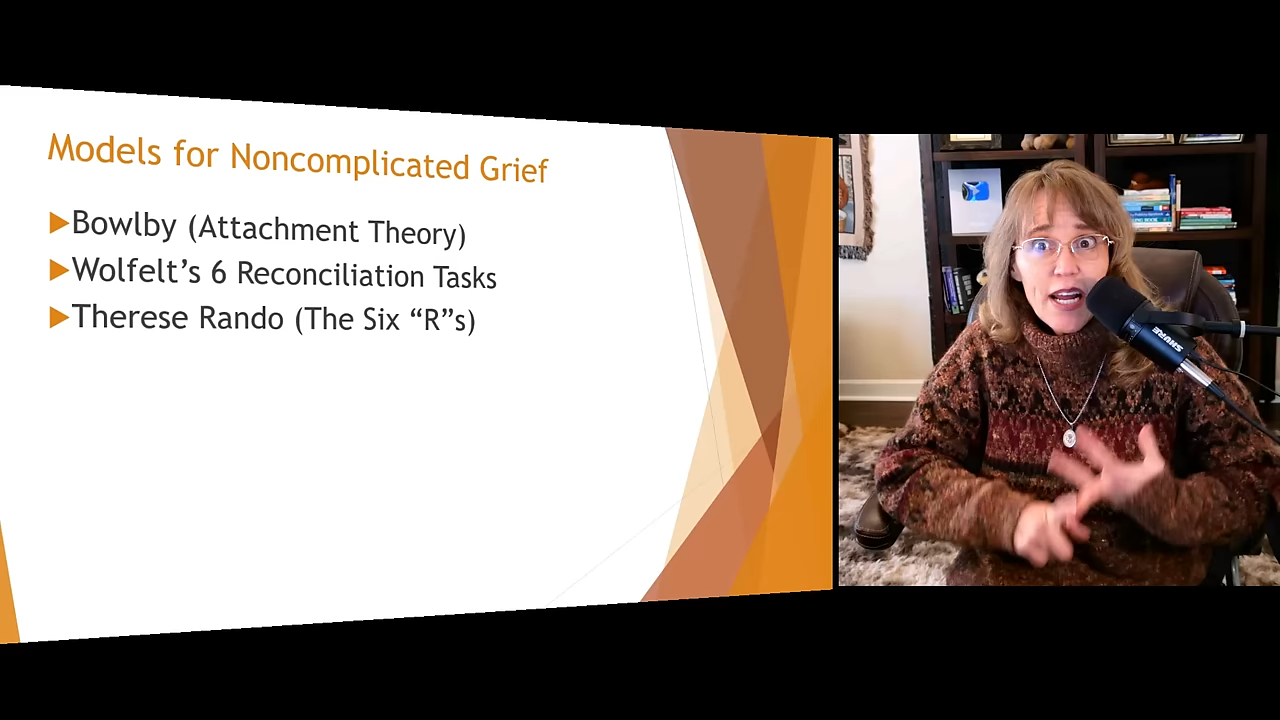 Models for Noncomplicated Grief
Bowlby (Attachment Theory)
Wolfelt’s 6 Reconciliation Tasks
Therese Rando (The Six “R”s)
SHURE